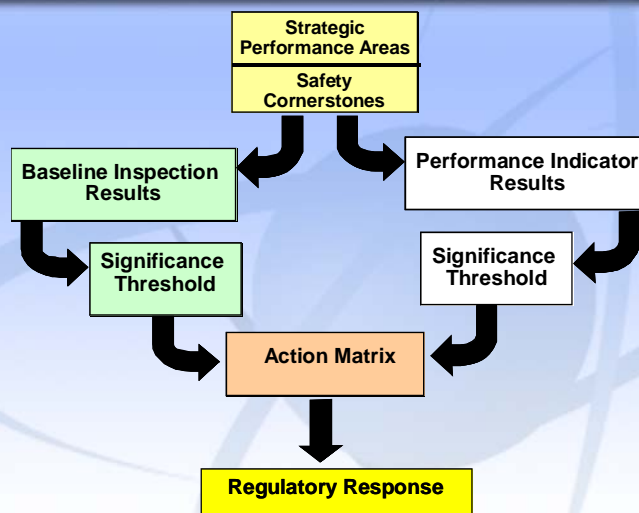 Strategic
Performance Areas
Safety
Cornerstones
Baseline Inspection
Results
Performance Indicator
Results
Significance
Threshold
Significance
Threshold
Action Matrix
Regulatory Response